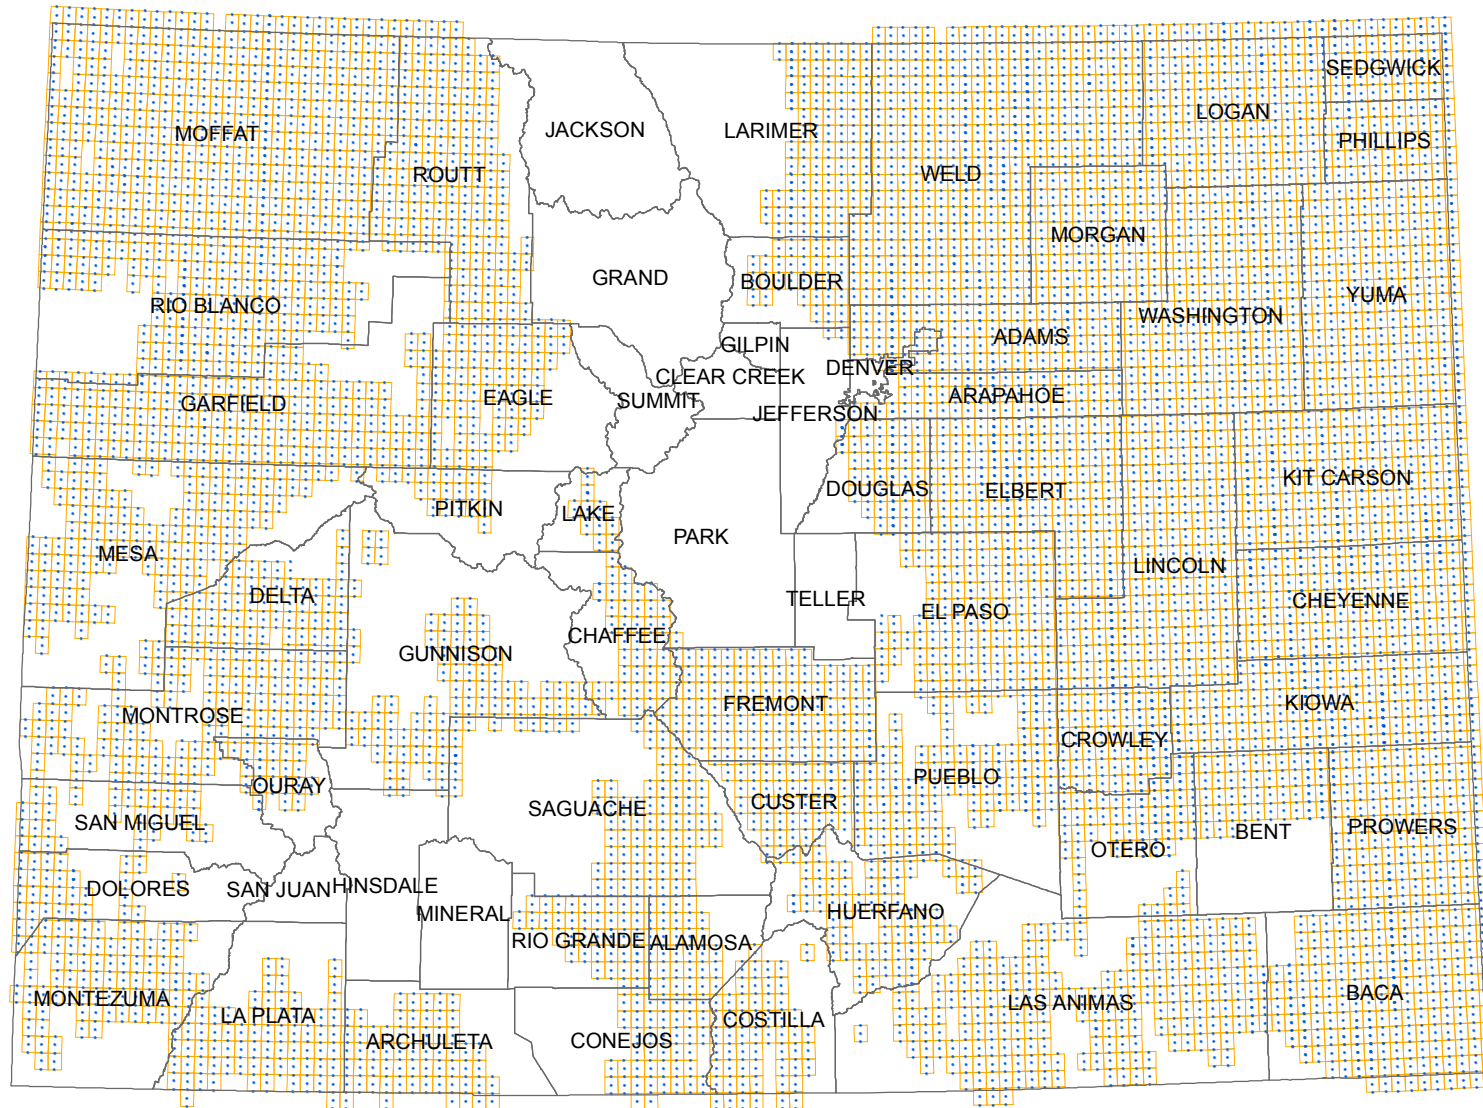 SEDGWICK
LOGAN
JACKSON
LARIMER
MOFFAT
PHILLIPS
ROUTT
WELD
MORGAN
GRAND
BOULDER
YUMA
RIO BLANCO
WASHINGTON
ADAMS
GILPIN
DENVER
CLEAR CREEK
EAGLE
ARAPAHOE
SUMMIT
GARFIELD
JEFFERSON
KIT CARSON
DOUGLAS
ELBERT
PITKIN
LAKE
PARK
MESA
LINCOLN
DELTA
TELLER
CHEYENNE
EL PASO
CHAFFEE
GUNNISON
FREMONT
KIOWA
MONTROSE
CROWLEY
PUEBLO
OURAY
CUSTER
SAGUACHE
SAN MIGUEL
PROWERS
BENT
OTERO
DOLORES
SAN JUAN
HINSDALE
MINERAL
HUERFANO
RIO GRANDE
ALAMOSA
BACA
MONTEZUMA
LAS ANIMAS
LA PLATA
COSTILLA
ARCHULETA
CONEJOS